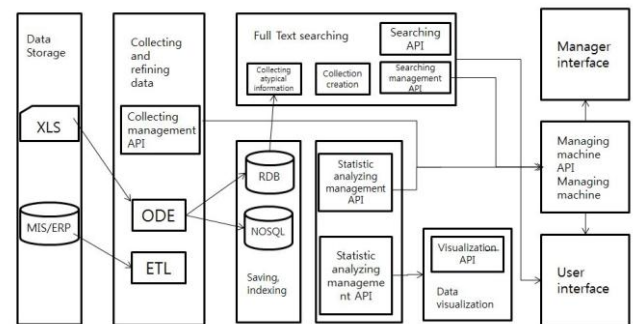 Data
Storage
XLS
MIS/ERP
Collecting
and
refining
data
Collecting
management
API
ODE
ETL
Full Text searching
Collecting
atypical
information
Collection
creation
Searching
API
Searching
management
API
RDB
NOSQL
Saving,
indexing
Statistic
analyzing
management
API
Statistic
analyzing
manageme
nt API
Visualization
API
Data
visualization
Manager
interface
Managing
machine
API
Managing
machine
User
interface